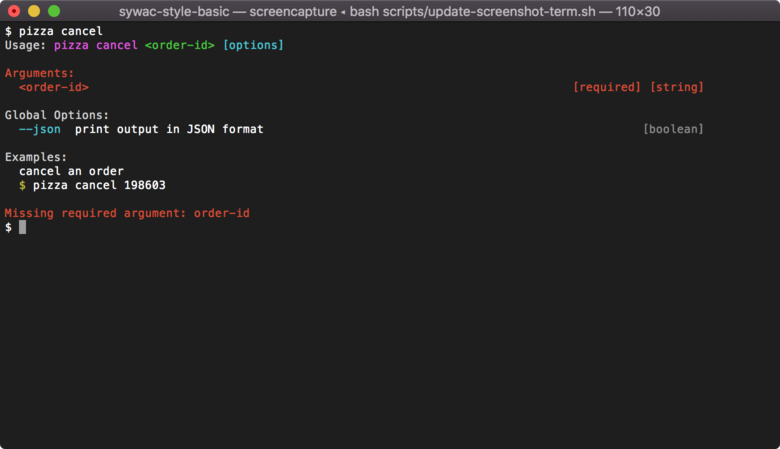 sywac-style-basic — screencapture ◂ bash scripts/update-screenshot-term.sh — 110×30
$ pizza cancel
Usage: pizza cancel <order-id> [options]
Arguments:
<order-id> [required] [string]
Global Options:
--json print output in JSON format [boolean]
Examples:
cancel an order
$ pizza cancel 198603
Missing required argument: order-id
$